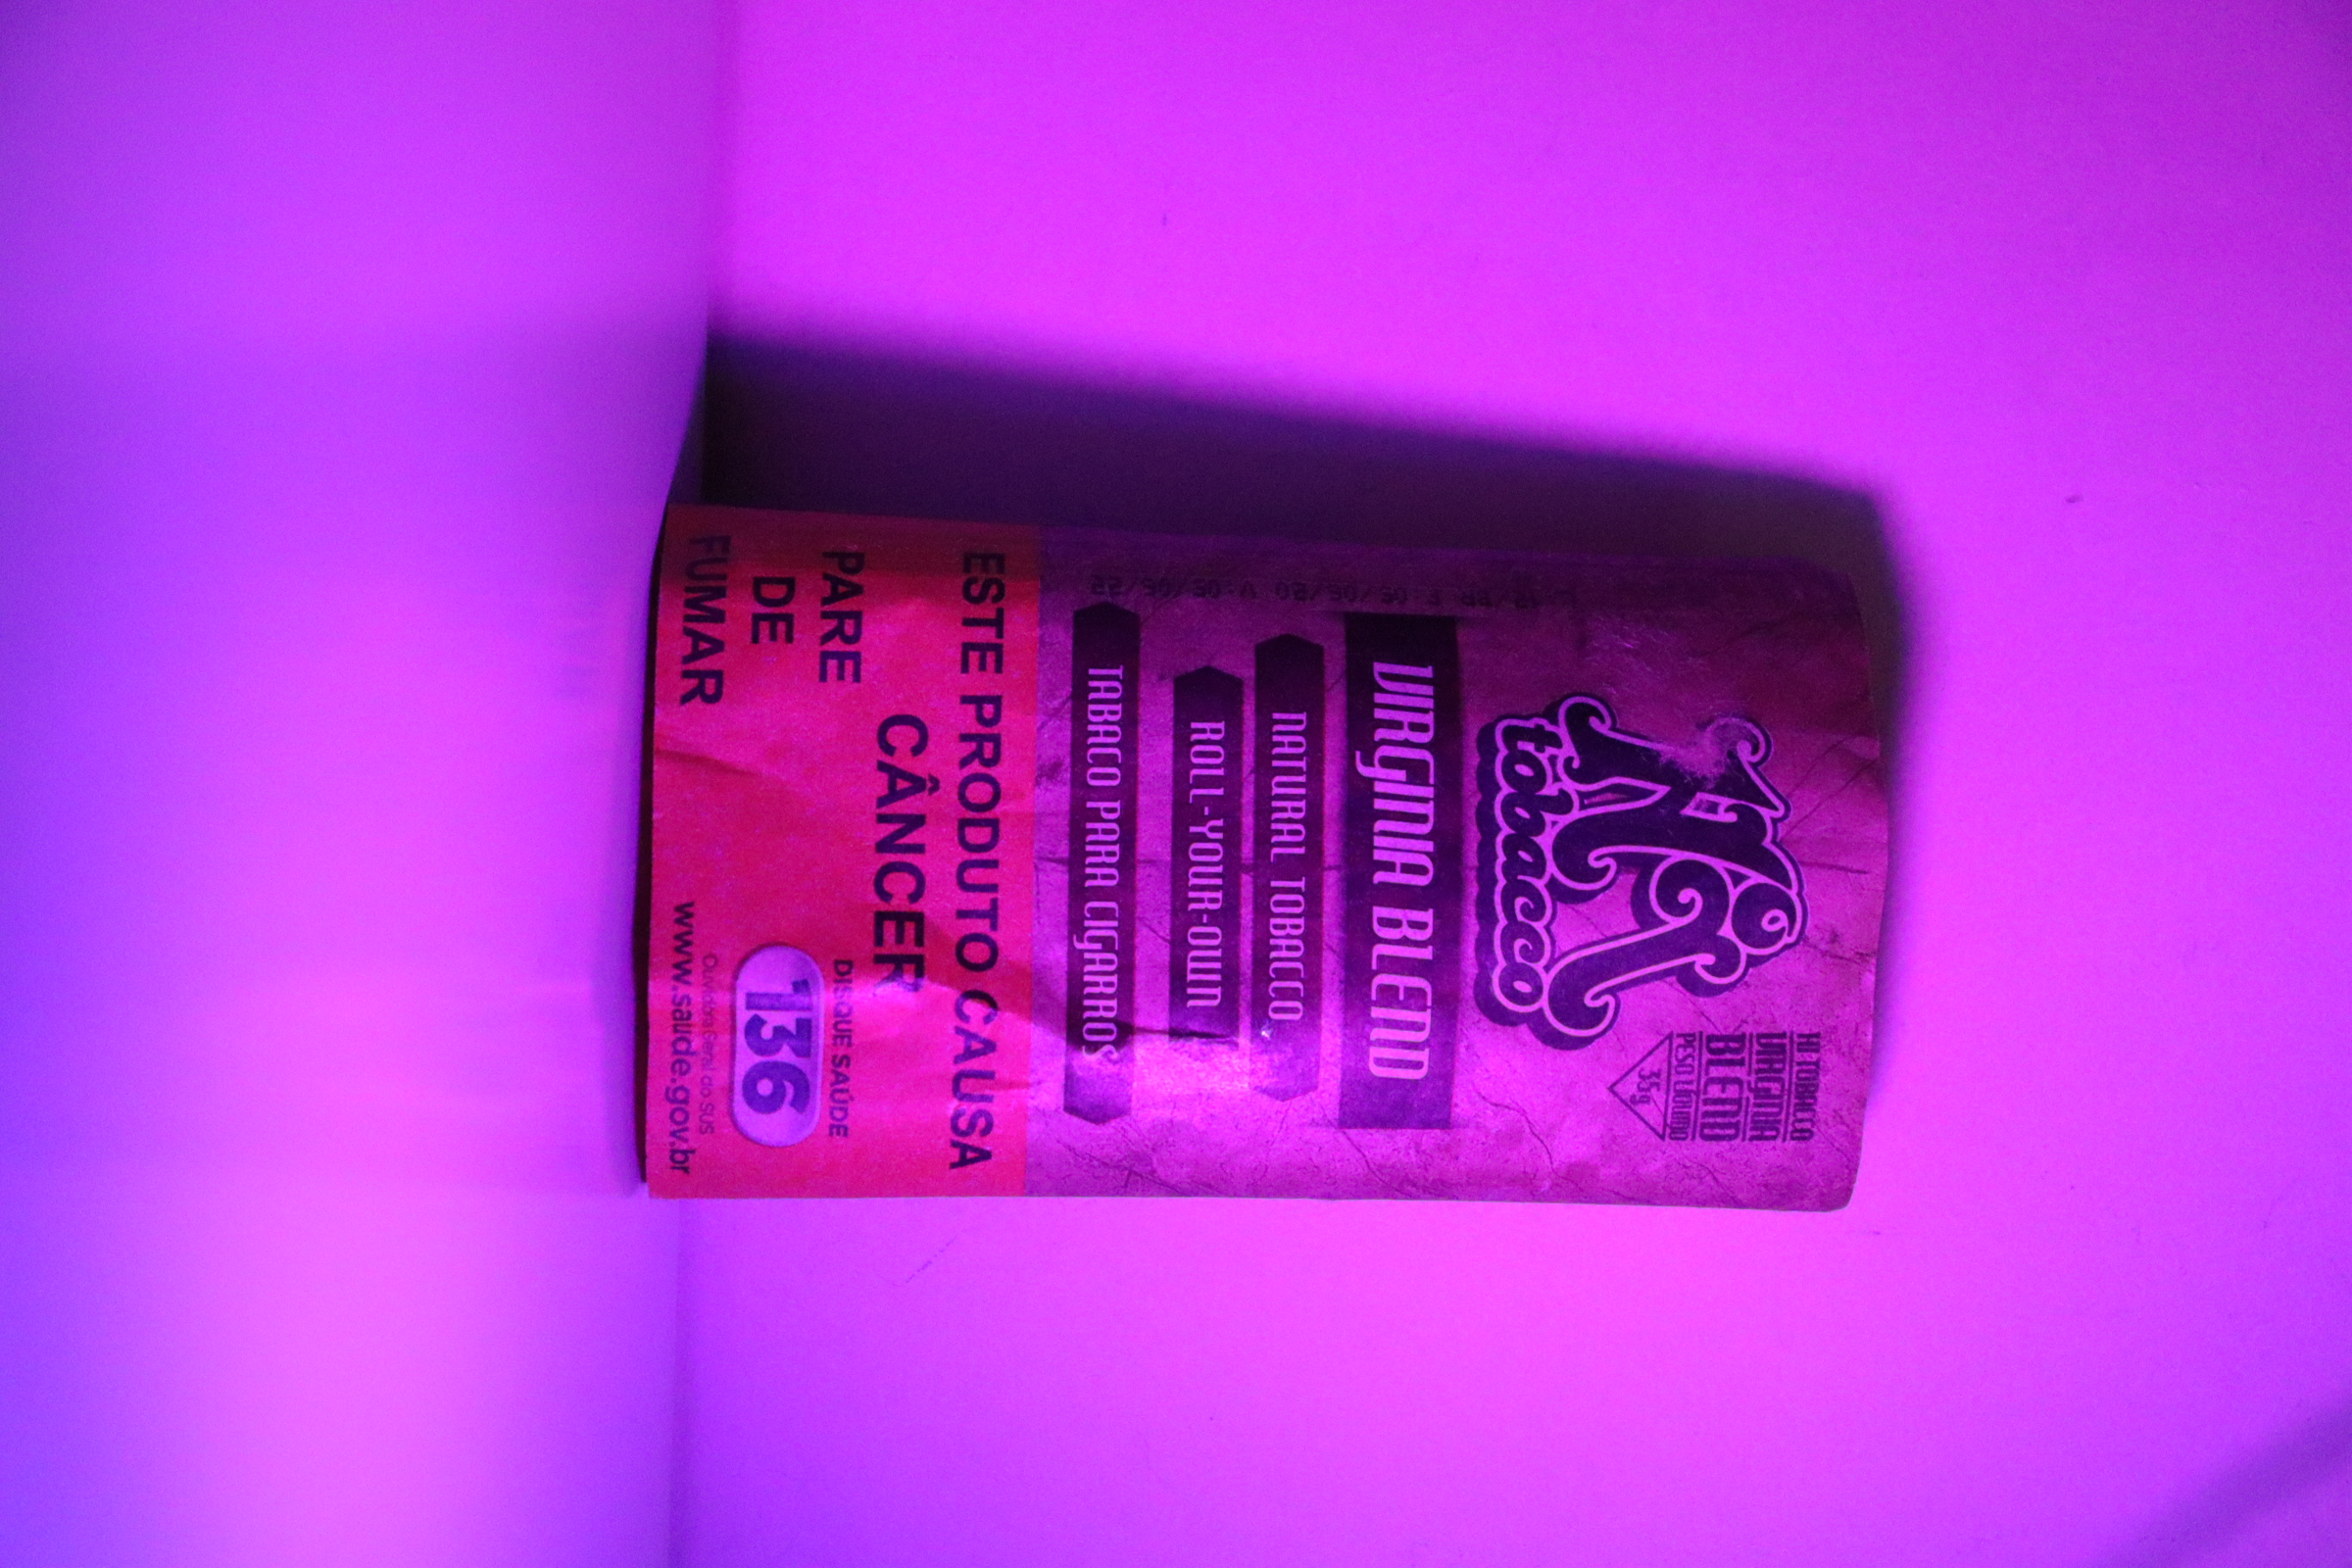 Hi
tobacco
HI TOBACCO
VIRGINIA
BLEND
PESO LÍQUIDO
35g
VIRGINIA BLEND
NATURAL TOBACCO
ROLL-YOUR-OWN
TABACO PARA CIGARROS
ESTE PRODUTO CAUSA
CÂNCER
PARE
DE
FUMAR
DISQUE SAÚDE
136
Ouvidoria Geral do SUS
www.saude.gov.br